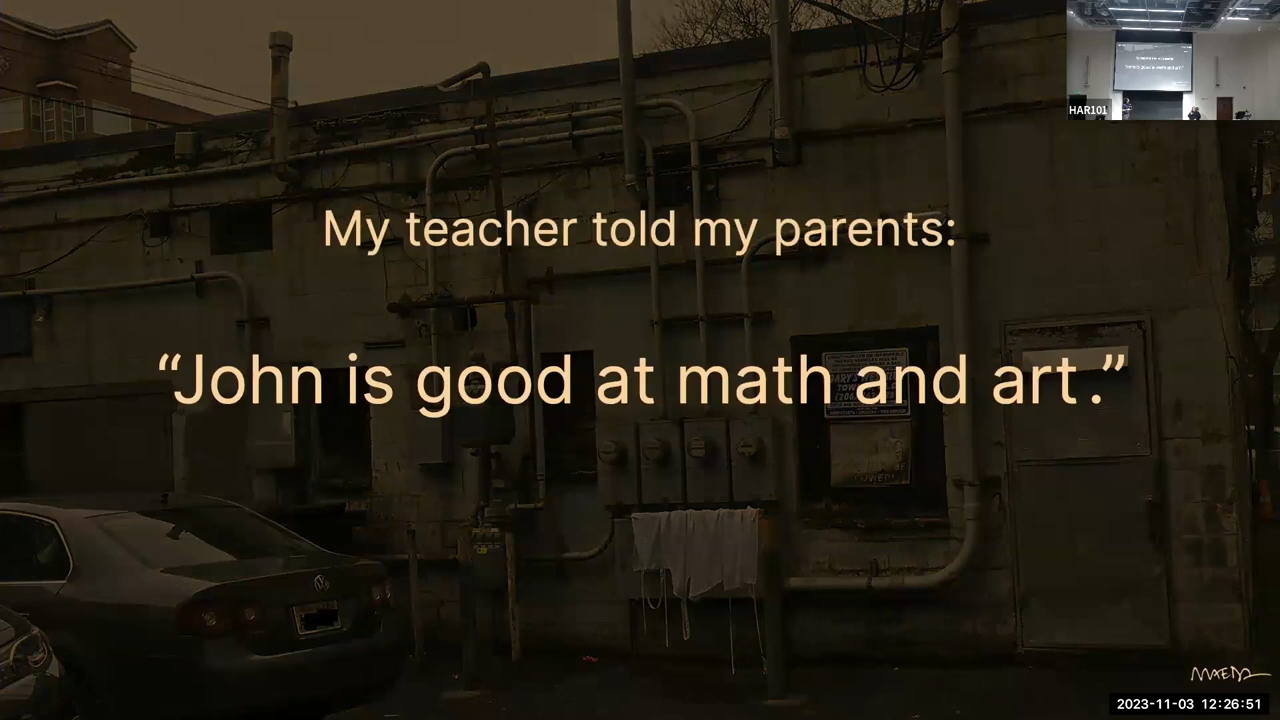 HAR101
My teacher told my parents:
“John is good at math and art.”
MAEDA
2023-11-03 12:26:51